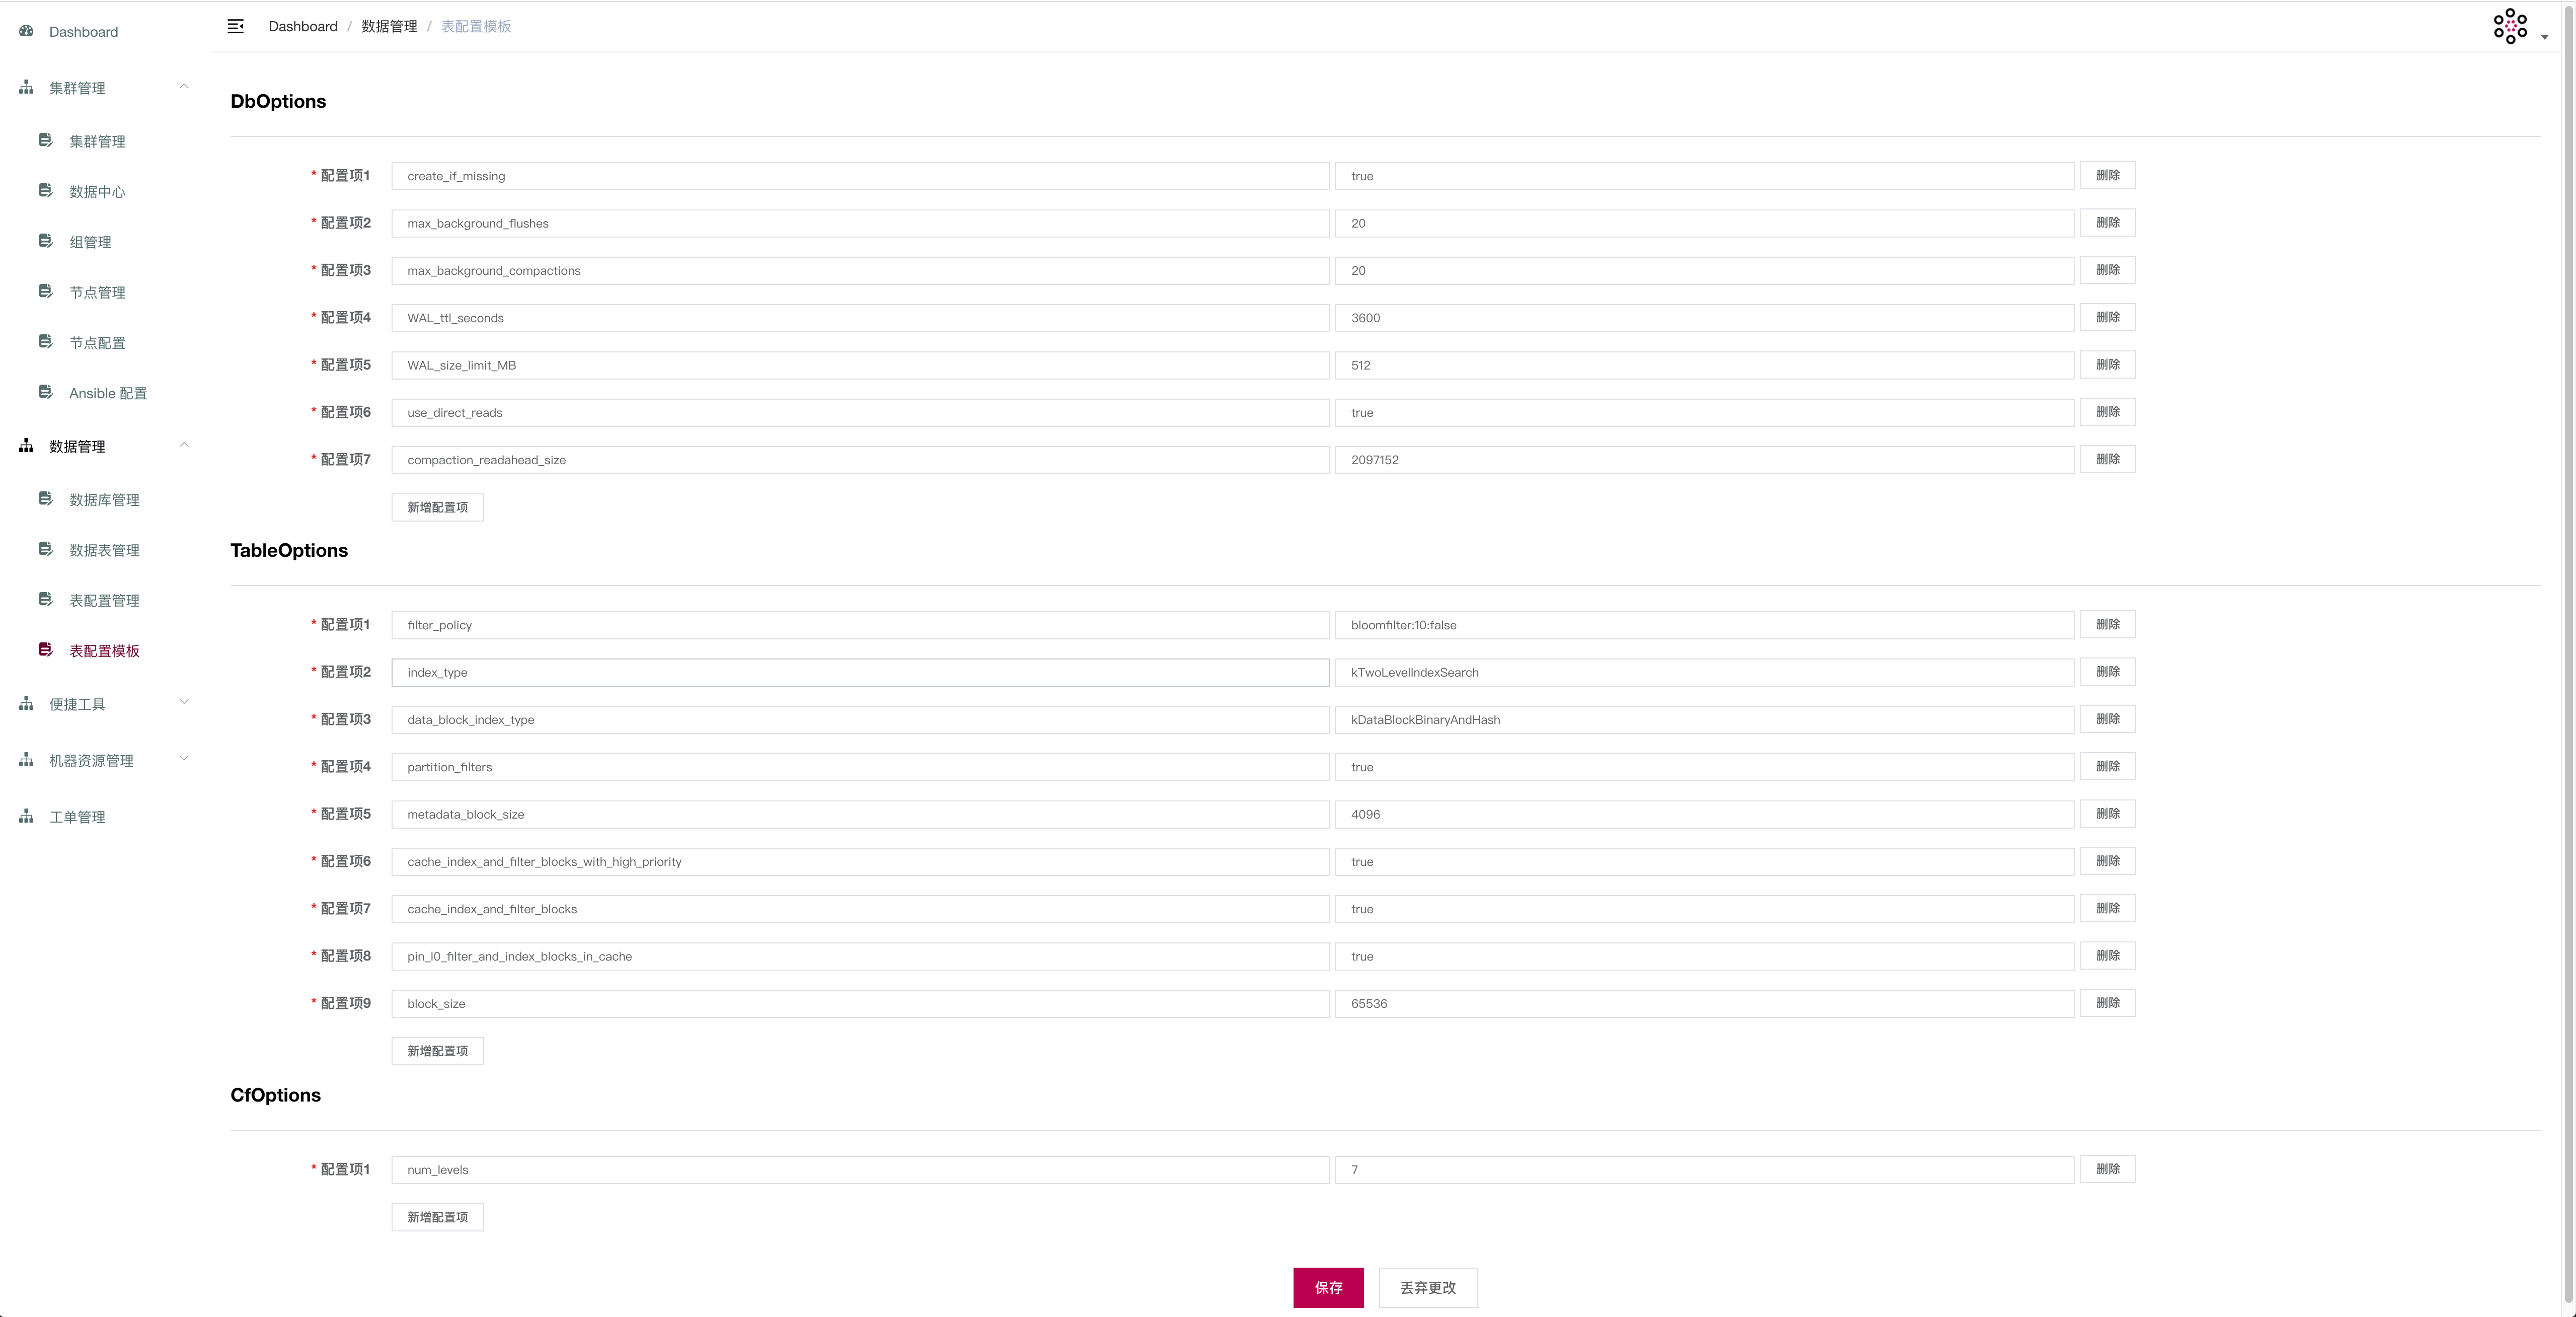 Dashboard
集群管理
集群管理
数据中心
组管理
节点管理
节点配置
Ansible 配置
数据管理
数据库管理
数据表管理
表配置管理
表配置模板
便捷工具
机器资源管理
工单管理
Dashboard / 数据管理 / 表配置模板
DbOptions
* 配置项1 create_if_missing true 删除
* 配置项2 max_background_flushes 20 删除
* 配置项3 max_background_compactions 20 删除
* 配置项4 WAL_ttl_seconds 3600 删除
* 配置项5 WAL_size_limit_MB 512 删除
* 配置项6 use_direct_reads true 删除
* 配置项7 compaction_readahead_size 2097152 删除
新增配置项
TableOptions
* 配置项1 filter_policy bloomfilter:10:false 删除
* 配置项2 index_type kTwoLevelIndexSearch 删除
* 配置项3 data_block_index_type kDataBlockBinaryAndHash 删除
* 配置项4 partition_filters true 删除
* 配置项5 metadata_block_size 4096 删除
* 配置项6 cache_index_and_filter_blocks_with_high_priority true 删除
* 配置项7 cache_index_and_filter_blocks true 删除
* 配置项8 pin_l0_filter_and_index_blocks_in_cache true 删除
* 配置项9 block_size 65536 删除
新增配置项
CfOptions
* 配置项1 num_levels 7 删除
新增配置项
保存 丢弃更改